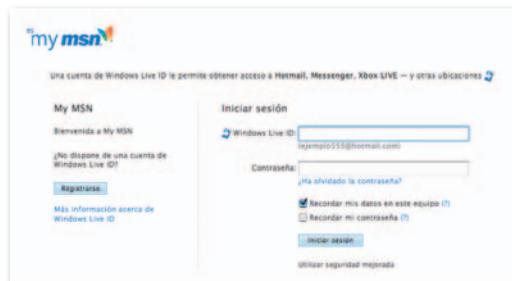 es
my msn
Una cuenta de Windows Live ID le permite obtener acceso a Hotmail, Messenger, Xbox LIVE — y otras ubicaciones
My MSN
Bienvenida a My MSN
¿No dispone de una cuenta de
Windows Live ID?
Registrarse
Más información acerca de
Windows Live ID
Iniciar sesión
Windows Live ID:
(ejemplo555@hotmail.com)
Contraseña:
¿Ha olvidado la contraseña?
Recordar mis datos en este equipo (?)
Recordar mi contraseña (?)
Iniciar sesión
Utilizar seguridad mejorada